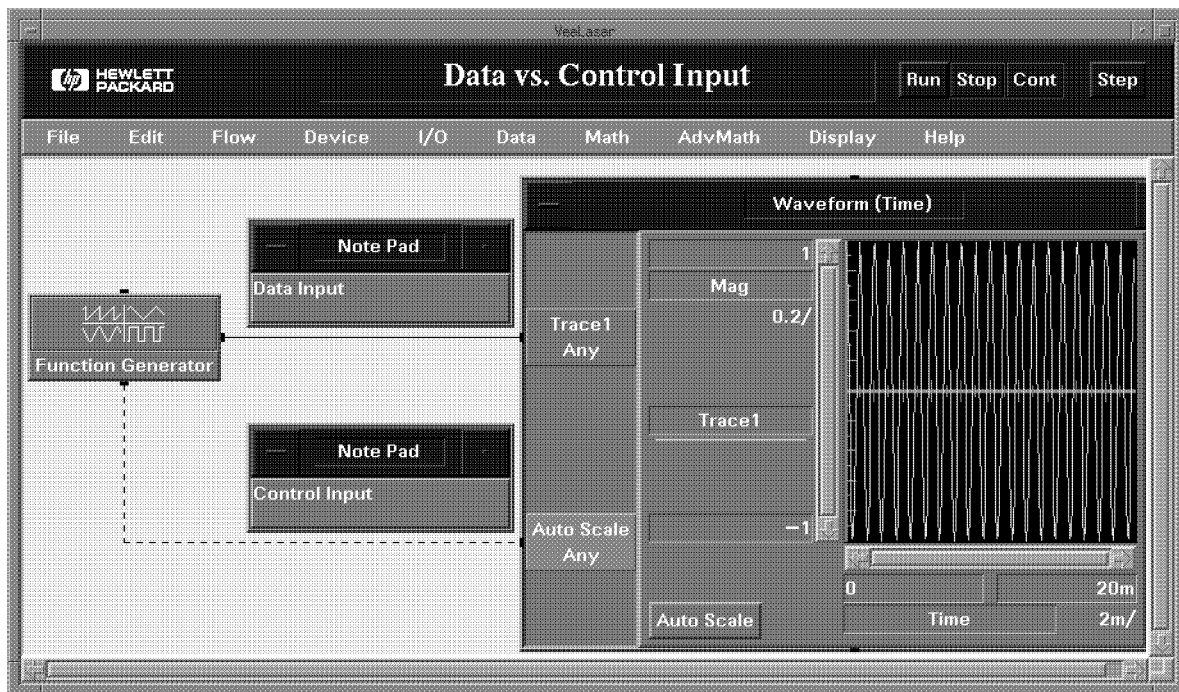 VeeLaser
hp HEWLETT PACKARD
Data vs. Control Input
Run Stop Cont Step
File Edit Flow Device I/O Data Math AdvMath Display Help
Waveform (Time)
Note Pad
Data Input
Function Generator
Trace1
Any
1
Mag
0.2/
Trace1
Note Pad
Control Input
Auto Scale
Any
−1
0 20m
Auto Scale
Time 2m/